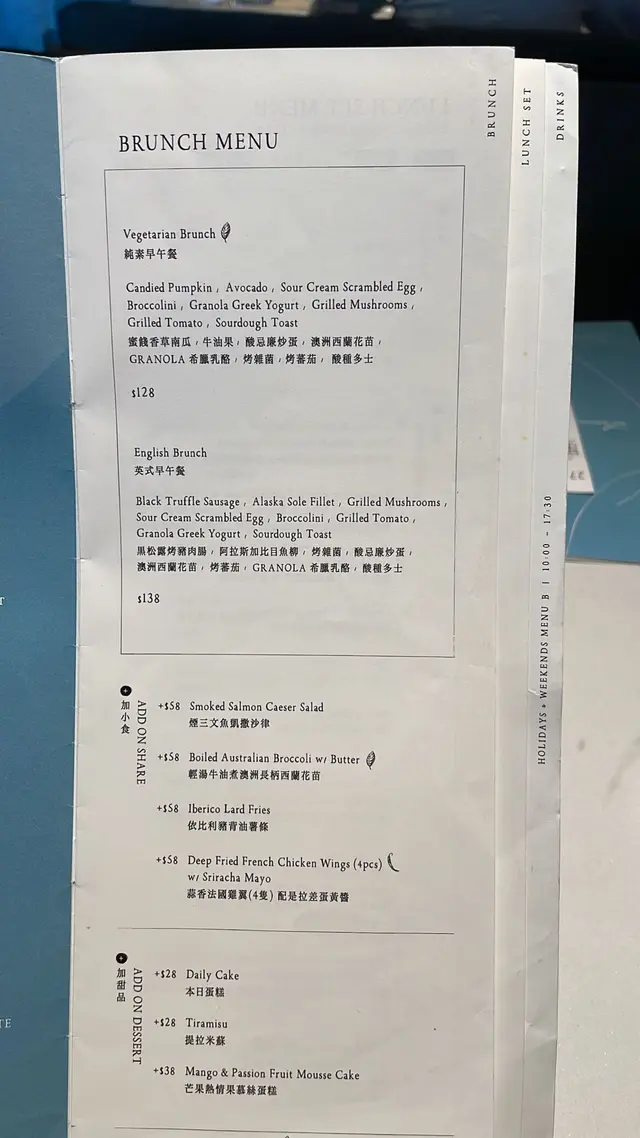 BRUNCH
LUNCH SET
DRINKS
BRUNCH MENU
Vegetarian Brunch
純素早午餐
Candied Pumpkin , Avocado , Sour Cream Scrambled Egg ,
Broccolini , Granola Greek Yogurt , Grilled Mushrooms ,
Grilled Tomato , Sourdough Toast
蜜餞香草南瓜 , 牛油果 , 酸忌廉炒蛋 , 澳洲西蘭花苗 ,
GRANOLA 希臘乳酪 , 烤雜菌 , 烤蕃茄 , 酸種多士
$128
English Brunch
英式早午餐
Black Truffle Sausage , Alaska Sole Fillet , Grilled Mushrooms ,
Sour Cream Scrambled Egg , Broccolini , Grilled Tomato ,
Granola Greek Yogurt , Sourdough Toast
黑松露烤豬肉腸 , 阿拉斯加比目魚柳 , 烤雜菌 , 酸忌廉炒蛋 ,
澳洲西蘭花苗 , 烤蕃茄 , GRANOLA 希臘乳酪 , 酸種多士
$138
HOLIDAYS + WEEKENDS MENU B | 10:00 - 17:30
ADD ON SHARE
加小食
+$58 Smoked Salmon Caeser Salad
煙三文魚凱撒沙律
+$58 Boiled Australian Broccoli w/ Butter
輕湯牛油煮澳洲長柄西蘭花苗
+$58 Iberico Lard Fries
依比利豬背油薯條
+$58 Deep Fried French Chicken Wings (4pcs)
w/ Sriracha Mayo
蒜香法國雞翼(4隻) 配是拉差蛋黃醬
ADD ON DESSERT
加甜品
+$28 Daily Cake
本日蛋糕
+$28 Tiramisu
提拉米蘇
+$38 Mango & Passion Fruit Mousse Cake
芒果熱情果慕絲蛋糕